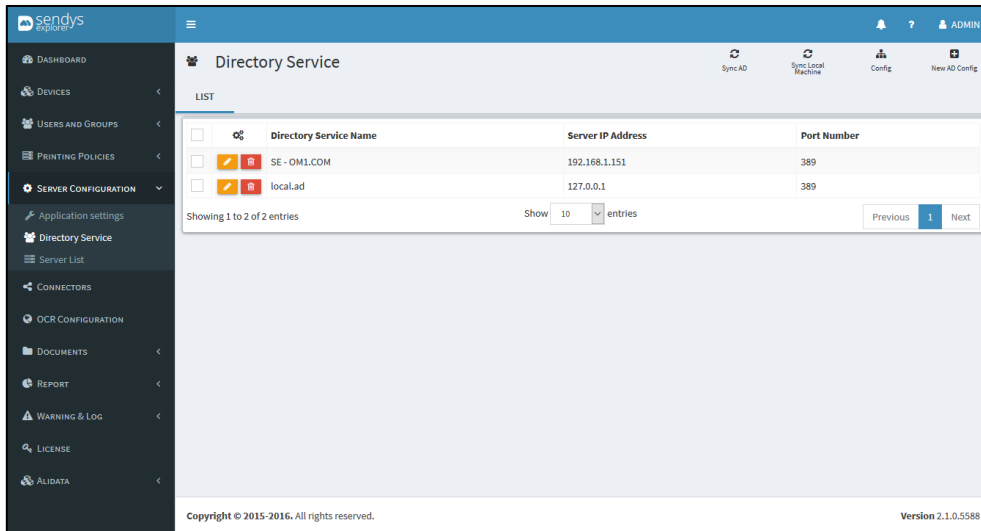 sendys
explorer
ADMIN
DASHBOARD
DEVICES
USERS AND GROUPS
PRINTING POLICIES
SERVER CONFIGURATION
Application settings
Directory Service
Server List
CONNECTORS
OCR CONFIGURATION
DOCUMENTS
REPORT
WARNING & LOG
LICENSE
ALIDATA
Directory Service
Sync AD
Sync Local
Machine
Config
New AD Config
LIST
Directory Service Name Server IP Address Port Number
SE - OM1.COM 192.168.1.151 389
local.ad 127.0.0.1 389
Showing 1 to 2 of 2 entries Show 10 entries Previous 1 Next
Copyright © 2015-2016. All rights reserved. Version 2.1.0.5588